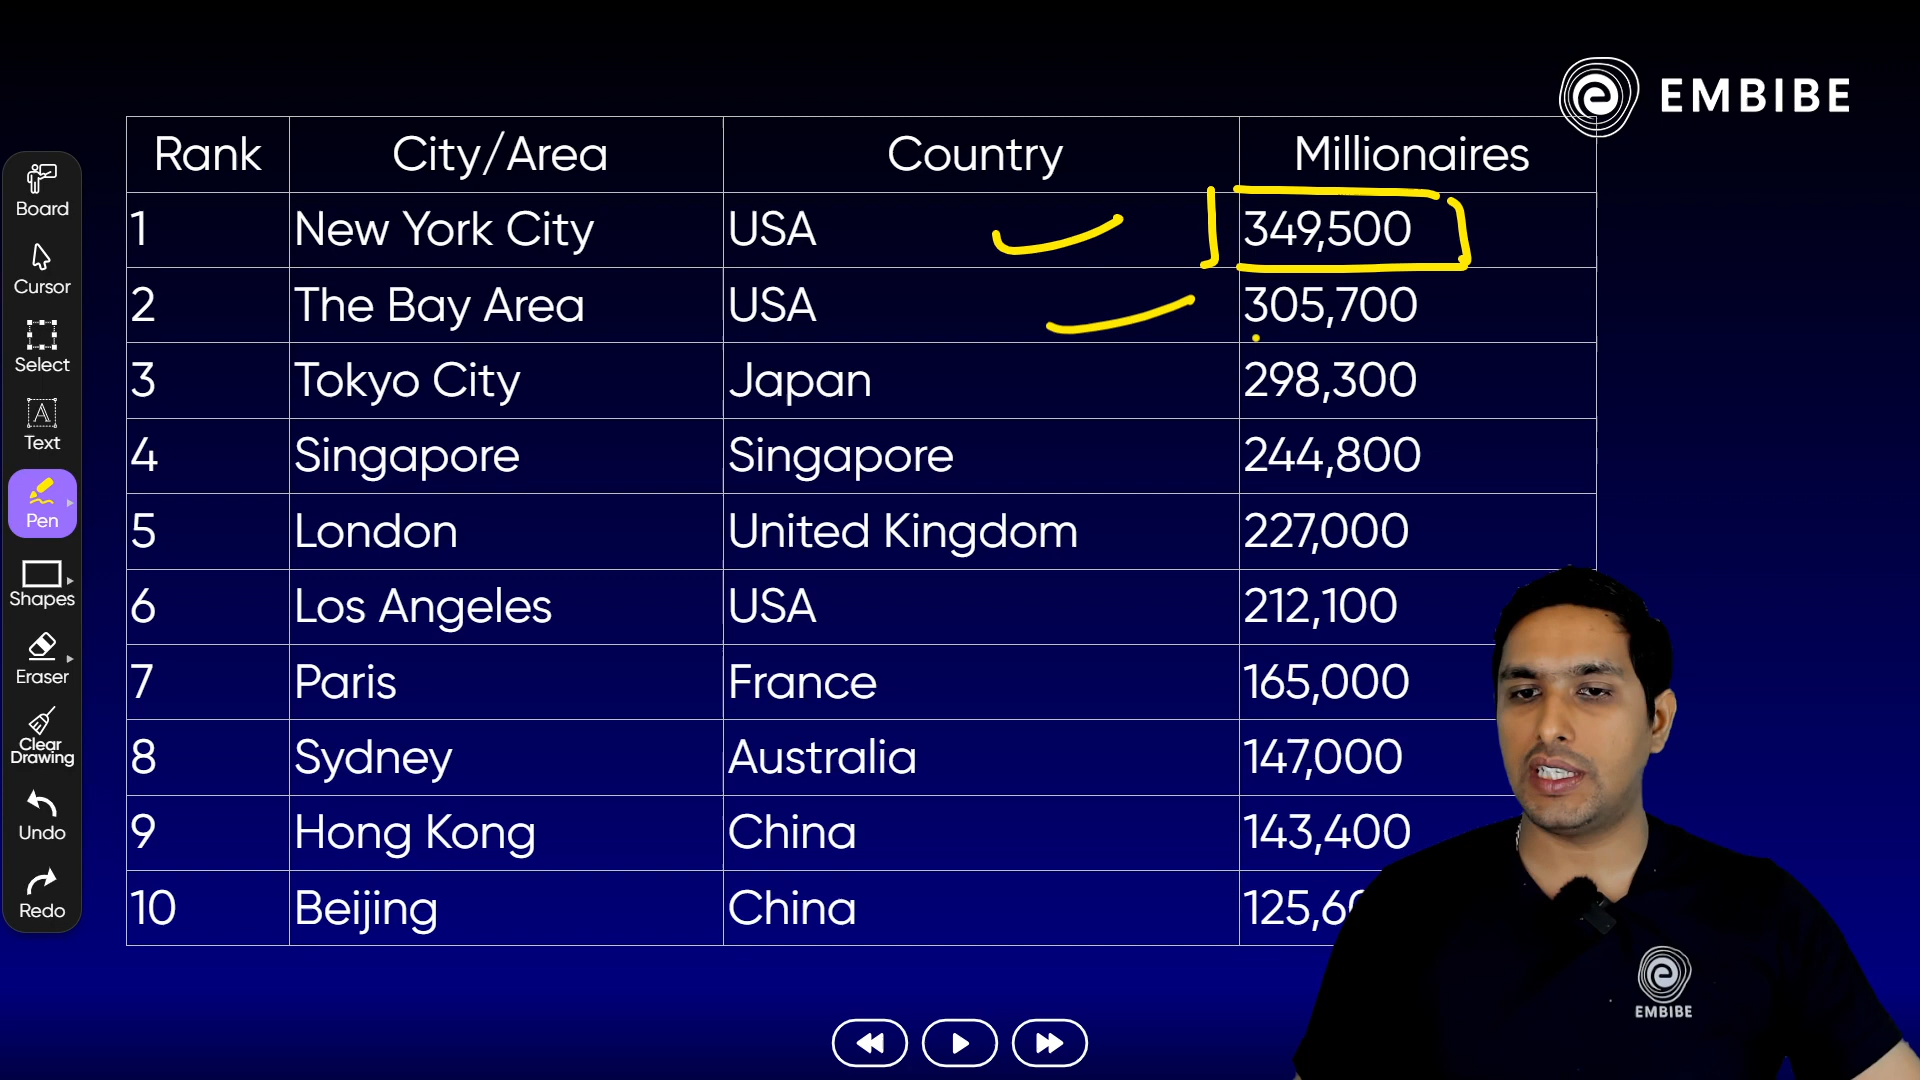 EMBIBE
Rank City/Area Country Millionaires
1 New York City USA 349,500
2 The Bay Area USA 305,700
3 Tokyo City Japan 298,300
4 Singapore Singapore 244,800
5 London United Kingdom 227,000
6 Los Angeles USA 212,100
7 Paris France 165,000
8 Sydney Australia 147,000
9 Hong Kong China 143,400
10 Beijing China
Board
Cursor
Select
Text
Pen
Shapes
Eraser
Clear
Drawing
Undo
Redo
EMBIBE